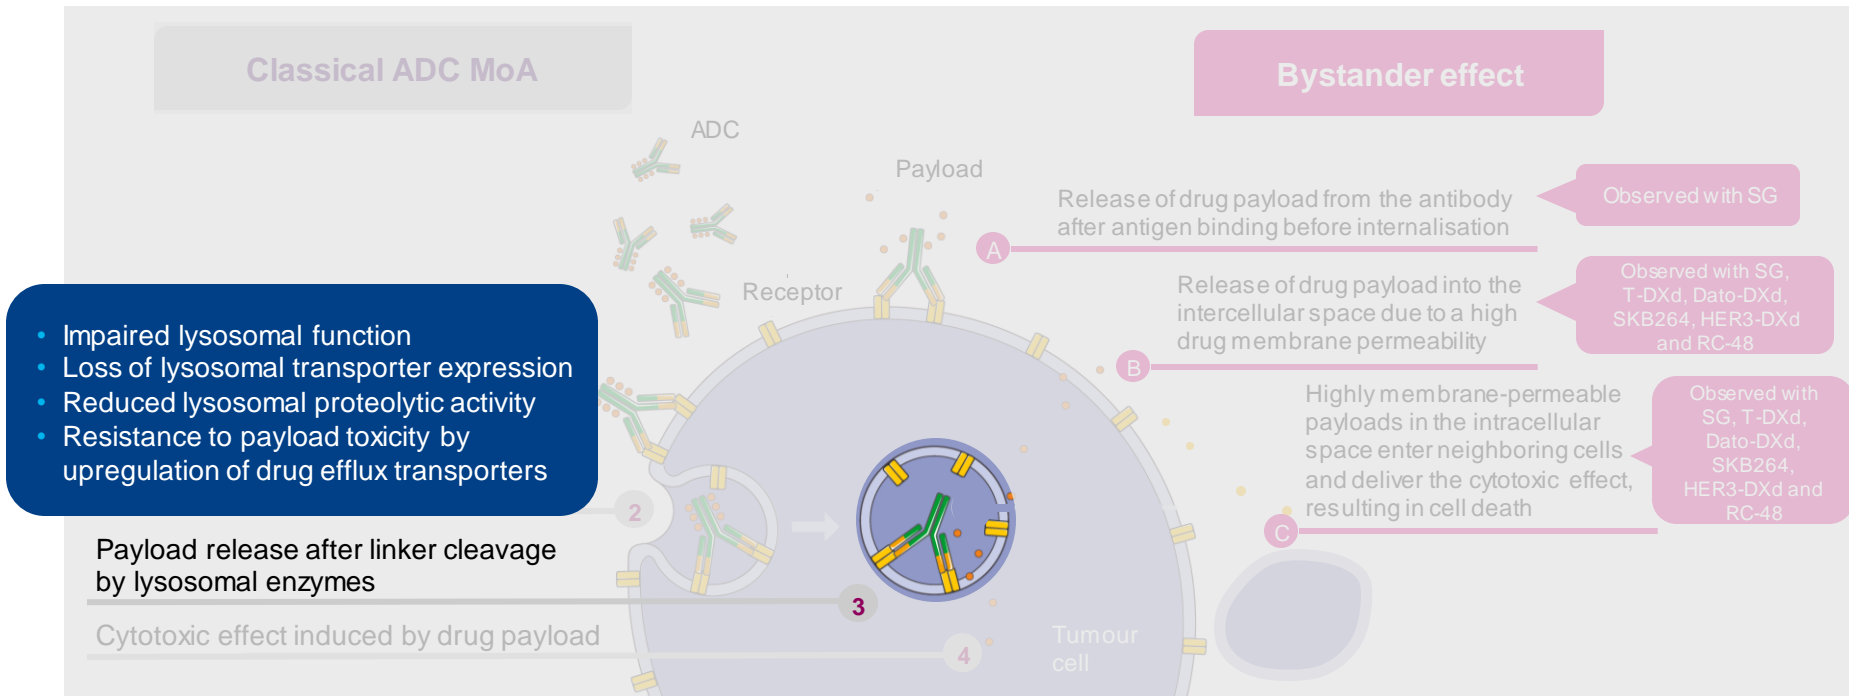 Classical ADC MoA
Bystander effect
ADC
Payload
Receptor
Release of drug payload from the antibody
after antigen binding before internalisation
A
Observed with SG
Release of drug payload into the
intercellular space due to a high
drug membrane permeability
B
Observed with SG,
T-DXd, Dato-DXd,
SKB264, HER3-DXd
and RC-48
Highly membrane-permeable
payloads in the intracellular
space enter neighboring cells
and deliver the cytotoxic effect,
resulting in cell death
C
Observed with
SG, T-DXd,
Dato-DXd,
SKB264,
HER3-DXd and
RC-48
• Impaired lysosomal function
• Loss of lysosomal transporter expression
• Reduced lysosomal proteolytic activity
• Resistance to payload toxicity by
upregulation of drug efflux transporters
2
Payload release after linker cleavage
by lysosomal enzymes
3
Cytotoxic effect induced by drug payload
4
Tumour
cell